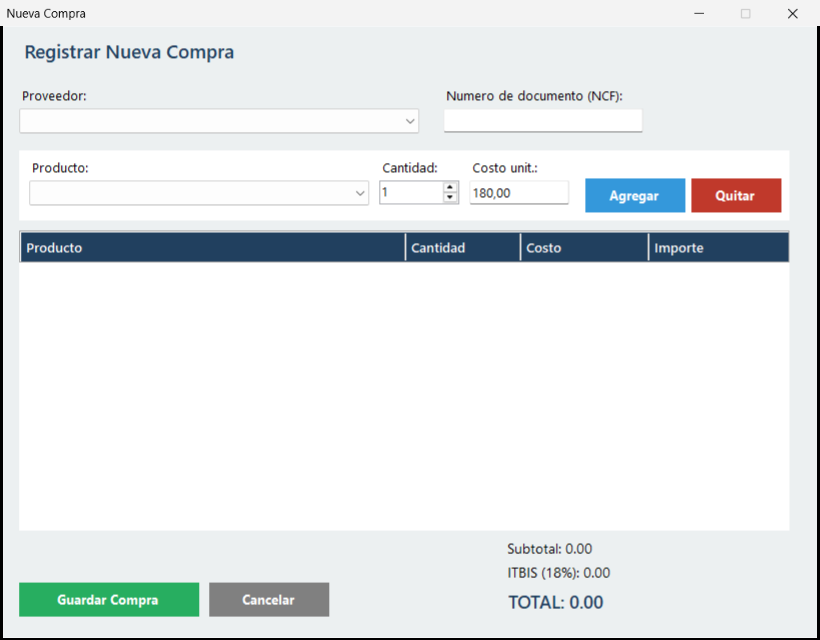 Nueva Compra
Registrar Nueva Compra
Proveedor:
Numero de documento (NCF):
Producto:
Cantidad:
Costo unit.:
1
180,00
Agregar
Quitar
Producto
Cantidad
Costo
Importe
Subtotal: 0.00
ITBIS (18%): 0.00
TOTAL: 0.00
Guardar Compra
Cancelar